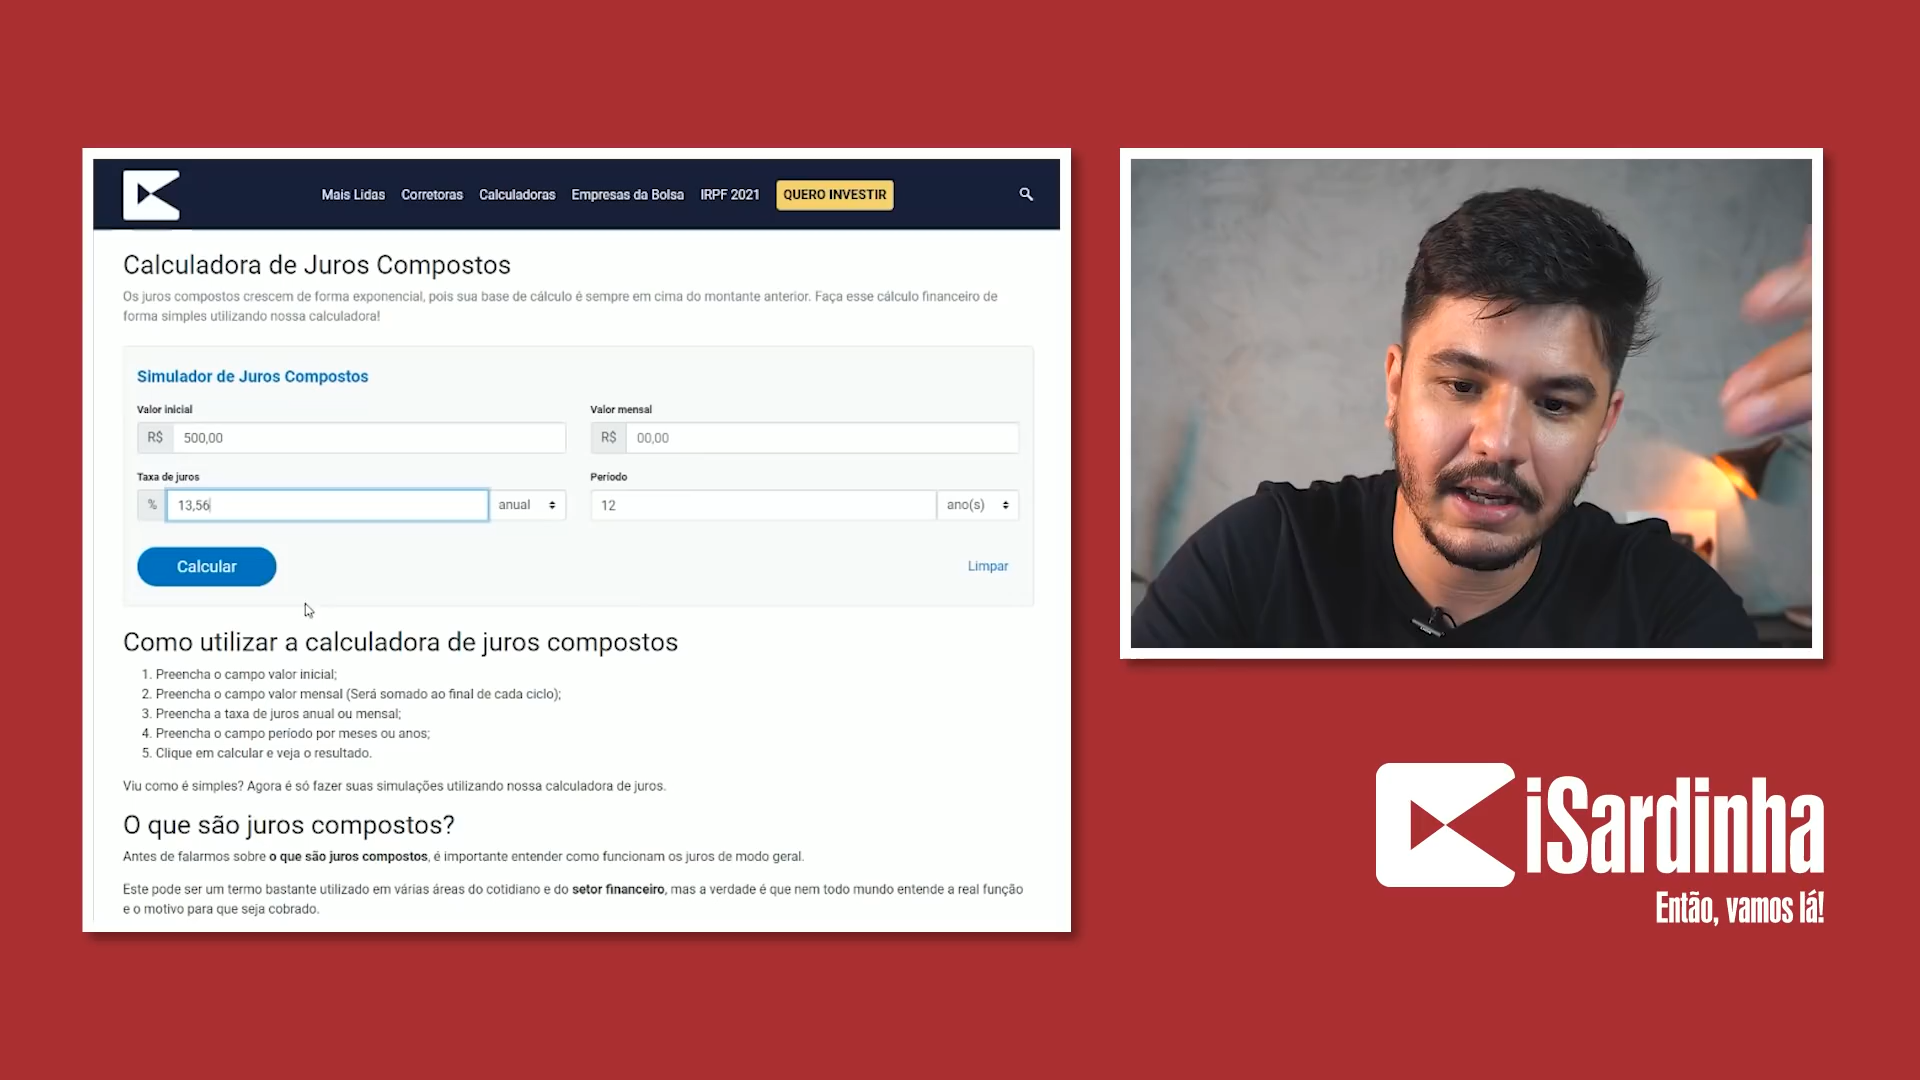 Mais Lidas Corretoras Calculadoras Empresas da Bolsa IRPF 2021 QUERO INVESTIR
Calculadora de Juros Compostos
Os juros compostos crescem de forma exponencial, pois sua base de cálculo é sempre em cima do montante anterior. Faça esse cálculo financeiro de
forma simples utilizando nossa calculadora!
Simulador de Juros Compostos
Valor inicial Valor mensal
R$ 500,00 R$ 00,00
Taxa de juros Período
% 13,56 anual 12 ano(s)
Calcular Limpar
Como utilizar a calculadora de juros compostos
1. Preencha o campo valor inicial;
2. Preencha o campo valor mensal (Será somado ao final de cada ciclo);
3. Preencha a taxa de juros anual ou mensal;
4. Preencha o campo período por meses ou anos;
5. Clique em calcular e veja o resultado.
Viu como é simples? Agora é só fazer suas simulações utilizando nossa calculadora de juros.
O que são juros compostos?
Antes de falarmos sobre o que são juros compostos, é importante entender como funcionam os juros de modo geral.
Este pode ser um termo bastante utilizado em várias áreas do cotidiano e do setor financeiro, mas a verdade é que nem todo mundo entende a real função
e o motivo para que seja cobrado.
iSardinha
Então, vamos lá!